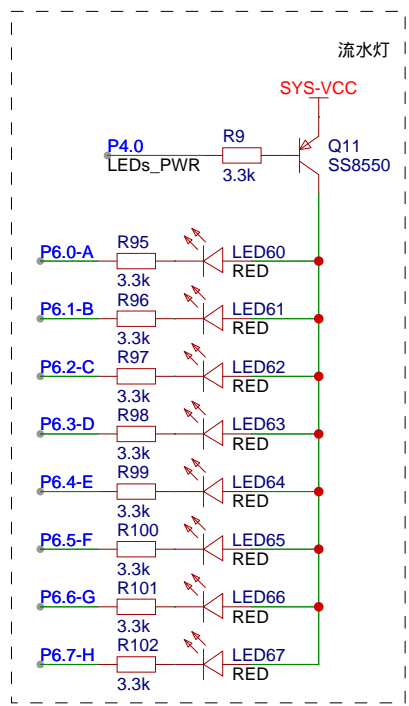 流水灯
SYS-VCC
P4.0
LEDs_PWR
R9
3.3k
Q11
SS8550
P6.0-A
R95
3.3k
LED60
RED
P6.1-B
R96
3.3k
LED61
RED
P6.2-C
R97
3.3k
LED62
RED
P6.3-D
R98
3.3k
LED63
RED
P6.4-E
R99
3.3k
LED64
RED
P6.5-F
R100
3.3k
LED65
RED
P6.6-G
R101
3.3k
LED66
RED
P6.7-H
R102
3.3k
LED67
RED